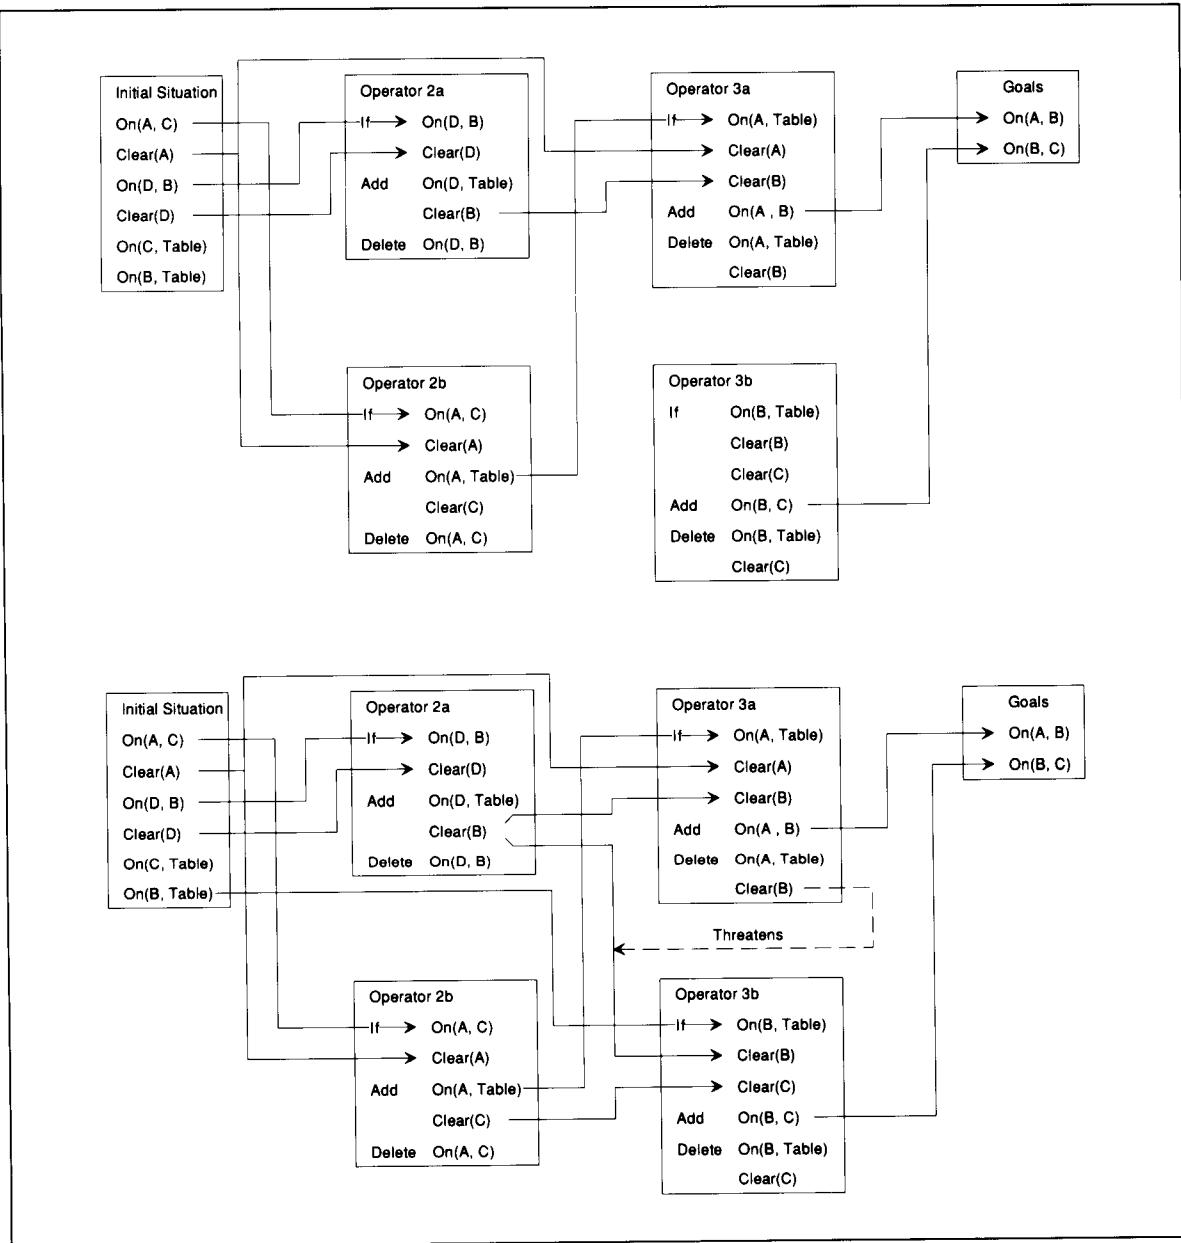 Initial Situation
On(A, C)
Clear(A)
On(D, B)
Clear(D)
On(C, Table)
On(B, Table)
Operator 2a
If On(D, B)
Clear(D)
Add On(D, Table)
Clear(B)
Delete On(D, B)
Operator 3a
If On(A, Table)
Clear(A)
Clear(B)
Add On(A , B)
Delete On(A, Table)
Clear(B)
Goals
On(A, B)
On(B, C)
Operator 2b
If On(A, C)
Clear(A)
Add On(A, Table)
Clear(C)
Delete On(A, C)
Operator 3b
If On(B, Table)
Clear(B)
Clear(C)
Add On(B, C)
Delete On(B, Table)
Clear(C)
Initial Situation
On(A, C)
Clear(A)
On(D, B)
Clear(D)
On(C, Table)
On(B, Table)
Operator 2a
If On(D, B)
Clear(D)
Add On(D, Table)
Clear(B)
Delete On(D, B)
Operator 3a
If On(A, Table)
Clear(A)
Clear(B)
Add On(A , B)
Delete On(A, Table)
Clear(B)
Goals
On(A, B)
On(B, C)
Threatens
Operator 2b
If On(A, C)
Clear(A)
Add On(A, Table)
Clear(C)
Delete On(A, C)
Operator 3b
If On(B, Table)
Clear(B)
Clear(C)
Add On(B, C)
Delete On(B, Table)
Clear(C)